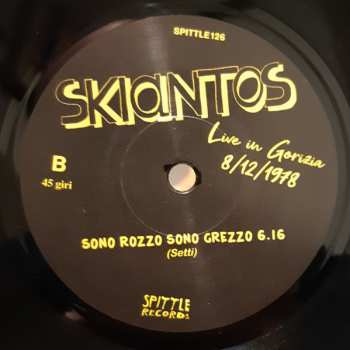 SPITTLE126
SKIANTOS
Live in Gorizia
8/12/1978
B
45 giri
SONO ROZZO SONO GREZZO 6.16
(Setti)
SPITTLE
RECORDS